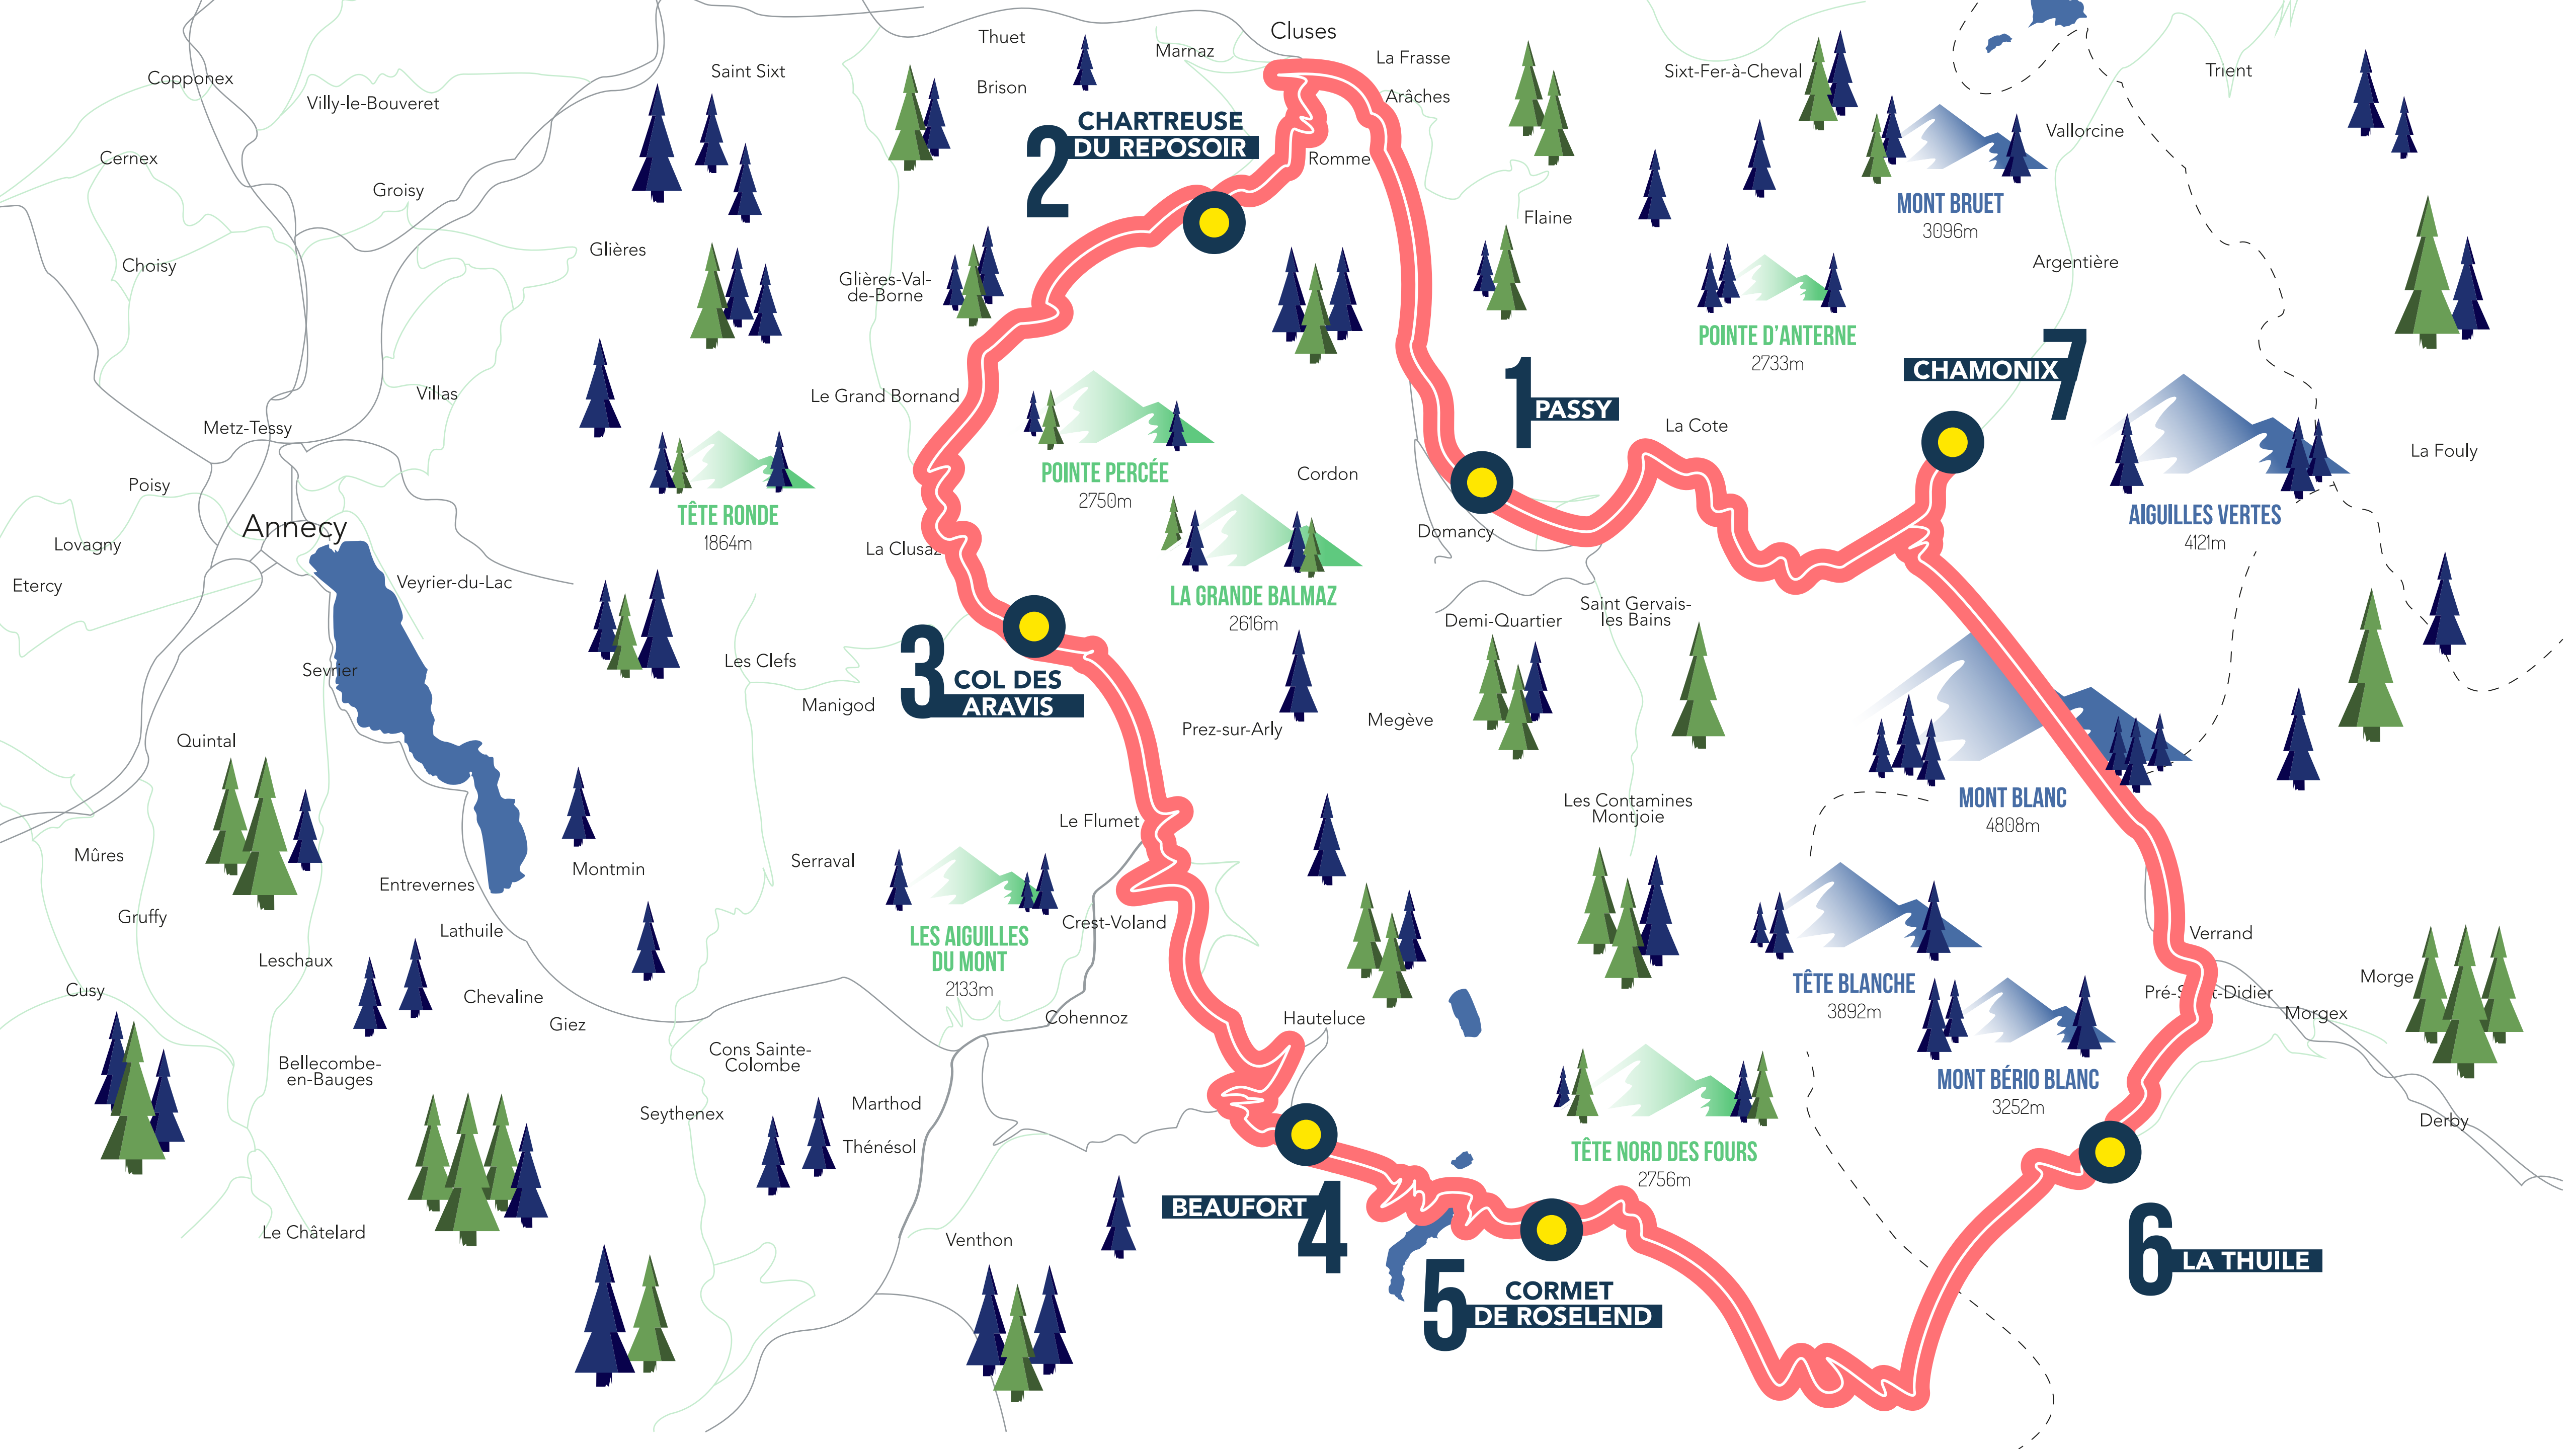 Cluses
Thuet
Marnaz
La Frasse
Copponex
Saint Sixt
Sixt-Fer-à-Cheval
Trient
Brison
Arâches
Villy-le-Bouveret
2
CHARTREUSE
DU REPOSOIR
Vallorcine
Cernex
Romme
Groisy
MONT BRUET
3096m
Flaine
Glières
Choisy
Argentière
Glières-Val-
de-Borne
POINTE D'ANTERNE
2733m
CHAMONIX
7
1
PASSY
Villas
Le Grand Bornand
Metz-Tessy
La Cote
La Fouly
POINTE PERCÉE
2750m
Cordon
Poisy
TÊTE RONDE
1864m
AIGUILLES VERTES
4121m
Annecy
Domancy
Lovagny
La Clusaz
Etercy
Veyrier-du-Lac
LA GRANDE BALMAZ
2616m
Saint Gervais-
les Bains
Demi-Quartier
Sevrier
Les Clefs
3
COL DES
ARAVIS
Manigod
Megève
Prez-sur-Arly
Quintal
MONT BLANC
4808m
Les Contamines
Montjoie
Le Flumet
Mûres
Serraval
Montmin
Entrevernes
Gruffy
Crest-Voland
Lathuile
LES AIGUILLES
DU MONT
2133m
Verrand
Leschaux
Morge
TÊTE BLANCHE
3892m
Cusy
Chevaline
Pré-S t-Didier
Morgex
Giez
Cohennoz
Hauteluce
Cons Sainte-
Colombe
Bellecombe-
en-Bauges
MONT BÉRIO BLANC
3252m
Marthod
Seythenex
Derby
Thénésol
TÊTE NORD DES FOURS
2756m
BEAUFORT
4
Le Châtelard
Venthon
6
LA THUILE
5
CORMET
DE ROSELEND